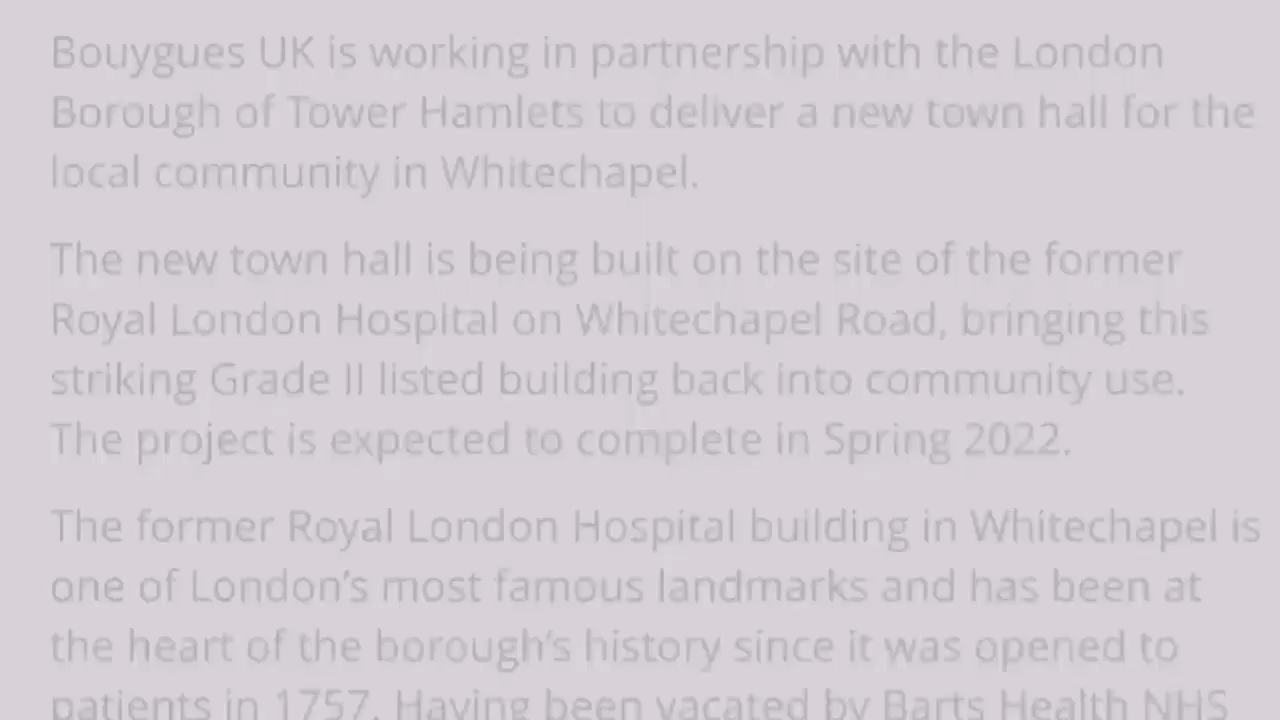 Bouygues UK is working in partnership with the London
Borough of Tower Hamlets to deliver a new town hall for the
local community in Whitechapel.
The new town hall is being built on the site of the former
Royal London Hospital on Whitechapel Road, bringing this
striking Grade II listed building back into community use.
The project is expected to complete in Spring 2022.
The former Royal London Hospital building in Whitechapel is
one of London’s most famous landmarks and has been at
the heart of the borough’s history since it was opened to
patients in 1757. Having been vacated by Barts Health NHS